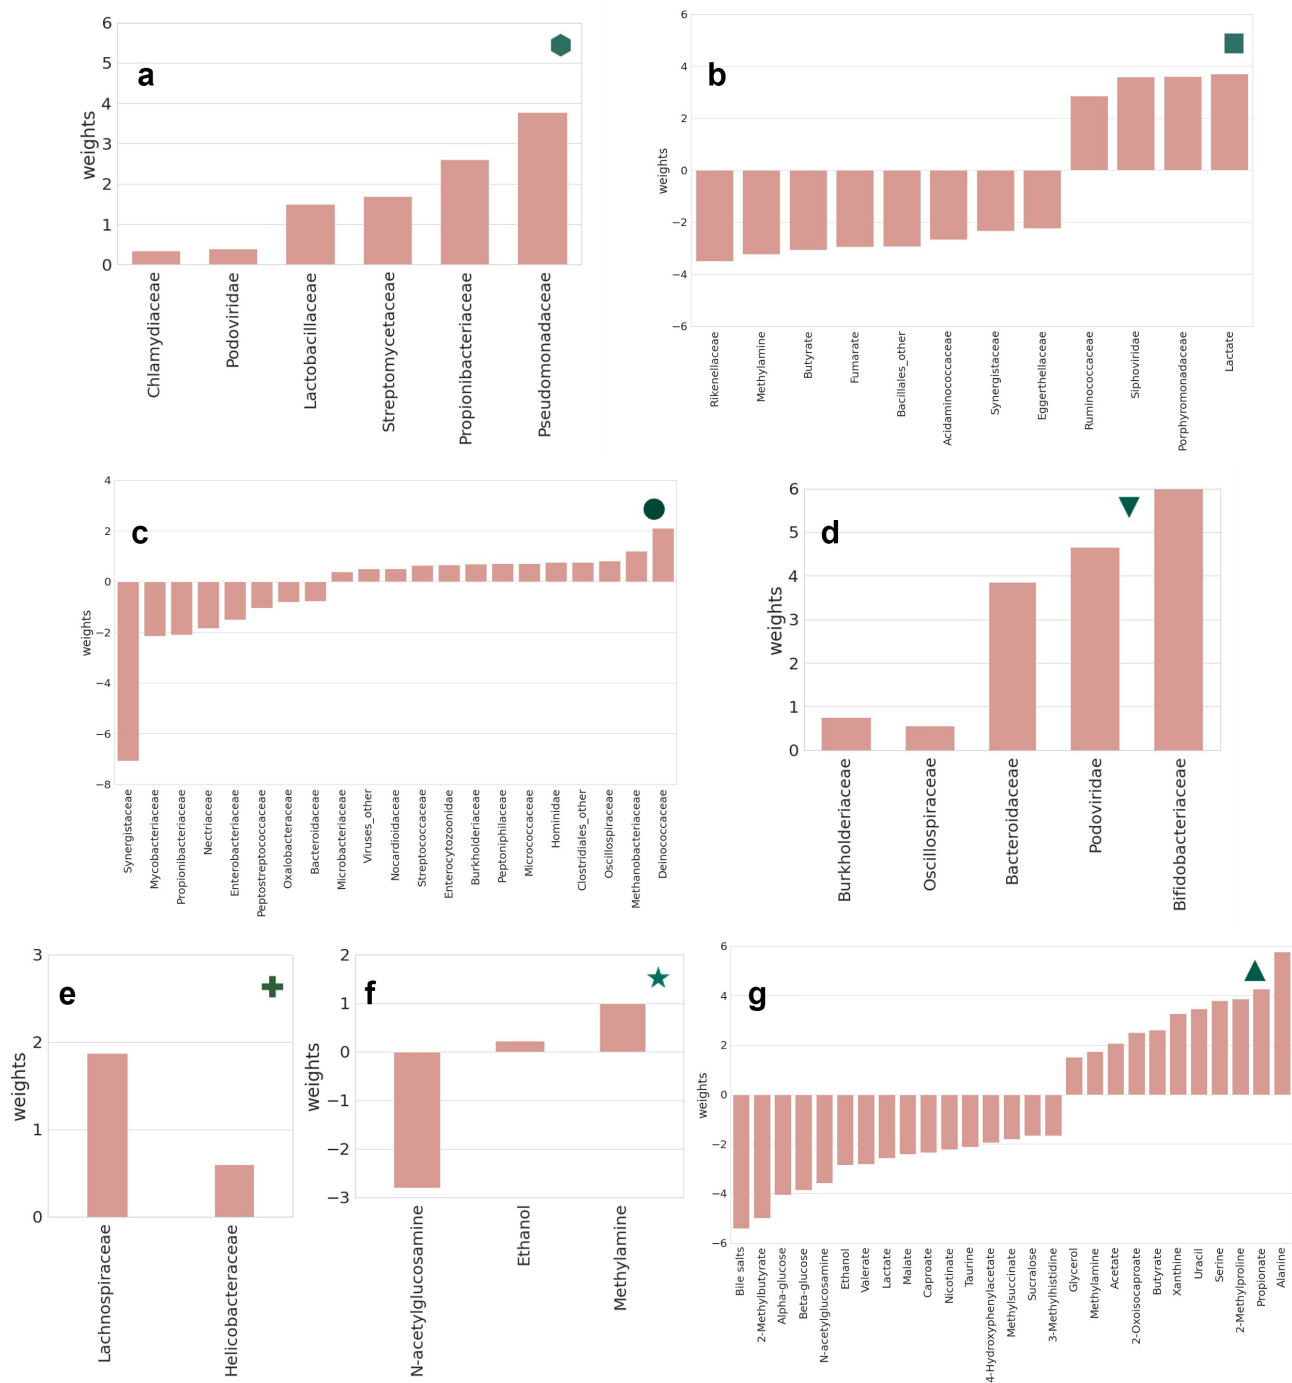 a
weights
6
5
4
3
2
1
0
Chlamydiaceae
Podoviridae
Lactobacillaceae
Streptomycetaceae
Propionibacteriaceae
Pseudomonadaceae
b
weights
6
4
2
0
−2
−4
−6
Rikenellaceae
Methylamine
Butyrate
Fumarate
Bacillales_other
Acidaminococcaceae
Synergistaceae
Eggerthellaceae
Ruminococcaceae
Siphoviridae
Porphyromonadaceae
Lactate
c
weights
4
2
0
−2
−4
−6
−8
Synergistaceae
Mycobacteriaceae
Propionibacteriaceae
Nectriaceae
Enterobacteriaceae
Peptostreptococcaceae
Oxalobacteraceae
Bacteroidaceae
Microbacteriaceae
Viruses_other
Nocardioidaceae
Streptococcaceae
Enterocytozoonidae
Burkholderiaceae
Peptoniphilaceae
Micrococcaceae
Hominidae
Clostridiales_other
Oscillospiraceae
Methanobacteriaceae
Deinococcaceae
d
weights
6
5
4
3
2
1
0
Burkholderiaceae
Oscillospiraceae
Bacteroidaceae
Podoviridae
Bifidobacteriaceae
e
weights
3
2
1
0
Lachnospiraceae
Helicobacteraceae
f
weights
2
1
0
−1
−2
−3
N-acetylglucosamine
Ethanol
Methylamine
g
weights
6
4
2
0
−2
−4
−6
Bile salts
2-Methylbutyrate
Alpha-glucose
Beta-glucose
N-acetylglucosamine
Ethanol
Valerate
Lactate
Malate
Caproate
Nicotinate
Taurine
4-Hydroxyphenylacetate
Methylsuccinate
Sucralose
3-Methylhistidine
Glycerol
Methylamine
Acetate
2-Oxoisocaproate
Butyrate
Xanthine
Uracil
Serine
2-Methylproline
Propionate
Alanine